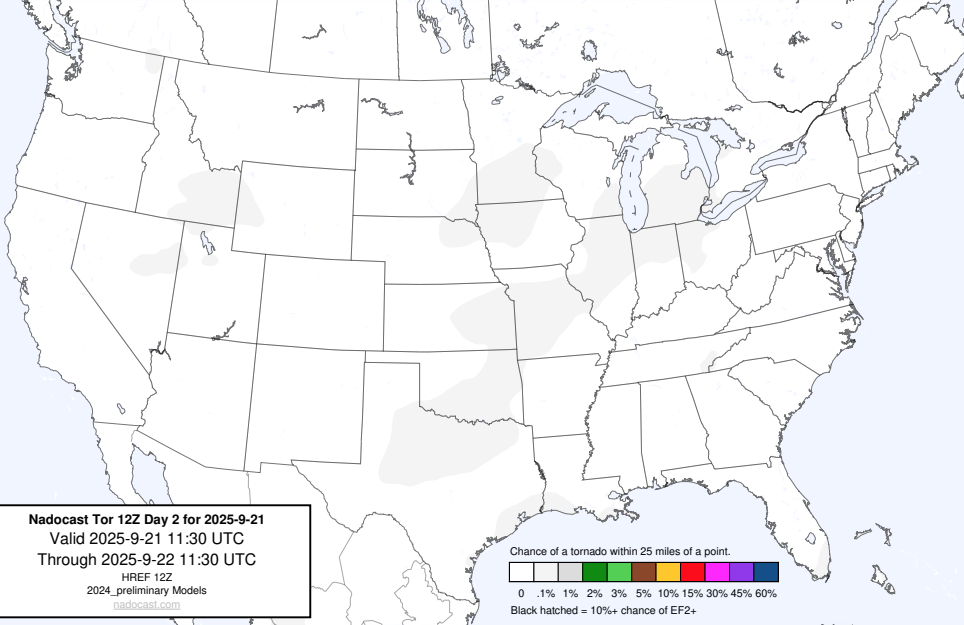 Nadocast Tor 12Z Day 2 for 2025-9-21
Valid 2025-9-21 11:30 UTC
Through 2025-9-22 11:30 UTC
HREF 12Z
2024_preliminary Models
nadocast.com
Chance of a tornado within 25 miles of a point.
0 .1% 1% 2% 3% 5% 10% 15% 30% 45% 60%
Black hatched = 10%+ chance of EF2+